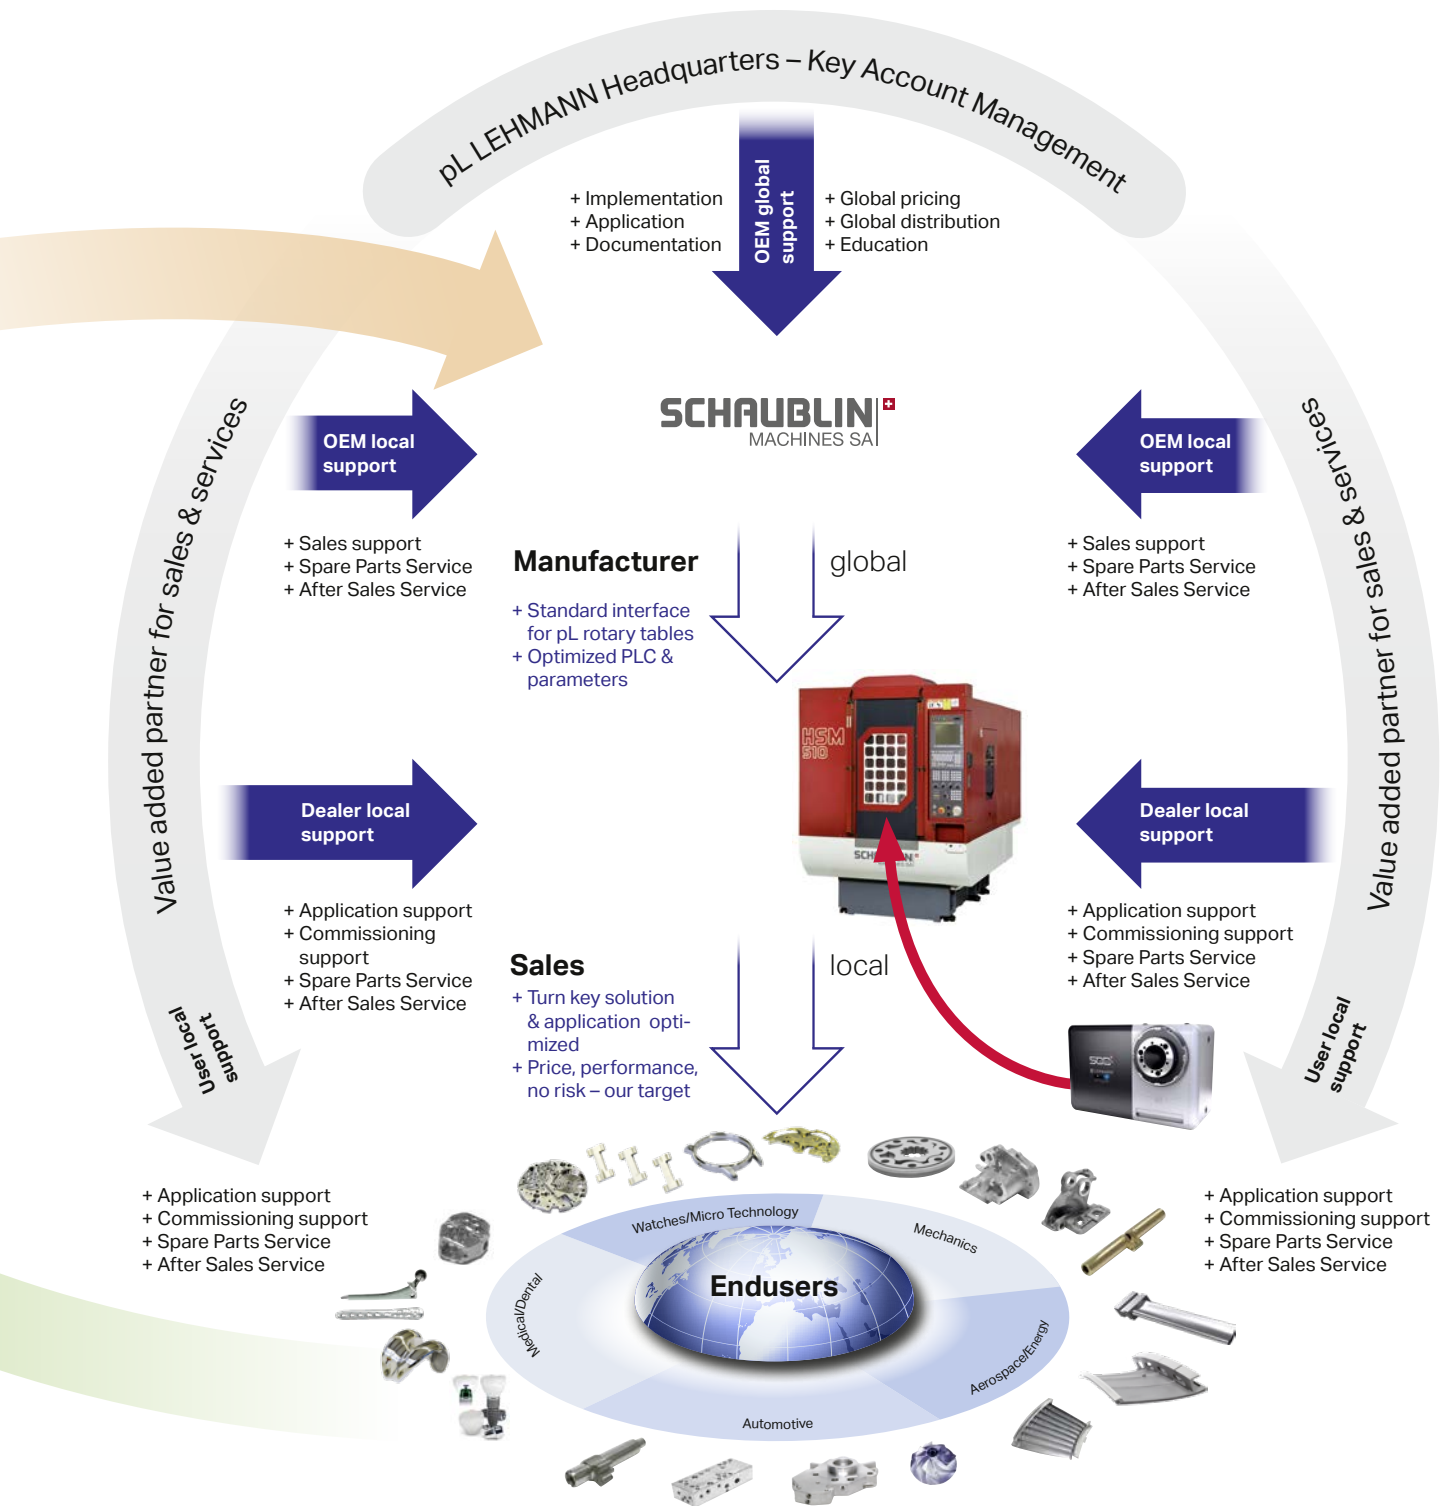 pL LEHMANN Headquarters – Key Account Management
OEM global
support
+ Implementation
+ Application
+ Documentation
+ Global pricing
+ Global distribution
+ Education
SCHAUBLIN
MACHINES SA
Value added partner for sales & services
Value added partner for sales & services
OEM local
support
+ Sales support
+ Spare Parts Service
+ After Sales Service
OEM local
support
+ Sales support
+ Spare Parts Service
+ After Sales Service
Manufacturer
global
+ Standard interface
for pL rotary tables
+ Optimized PLC &
parameters
HSM
510
SCHAUBLIN
Dealer local
support
+ Application support
+ Commissioning
support
+ Spare Parts Service
+ After Sales Service
Dealer local
support
+ Application support
+ Commissioning support
+ Spare Parts Service
+ After Sales Service
Sales
local
+ Turn key solution
& application opti-
mized
+ Price, performance,
no risk – our target
User local
support
User local
support
+ Application support
+ Commissioning support
+ Spare Parts Service
+ After Sales Service
+ Application support
+ Commissioning support
+ Spare Parts Service
+ After Sales Service
Watches/Micro Technology
Mechanics
Medical/Dental
Endusers
Aerospace/Energy
Automotive